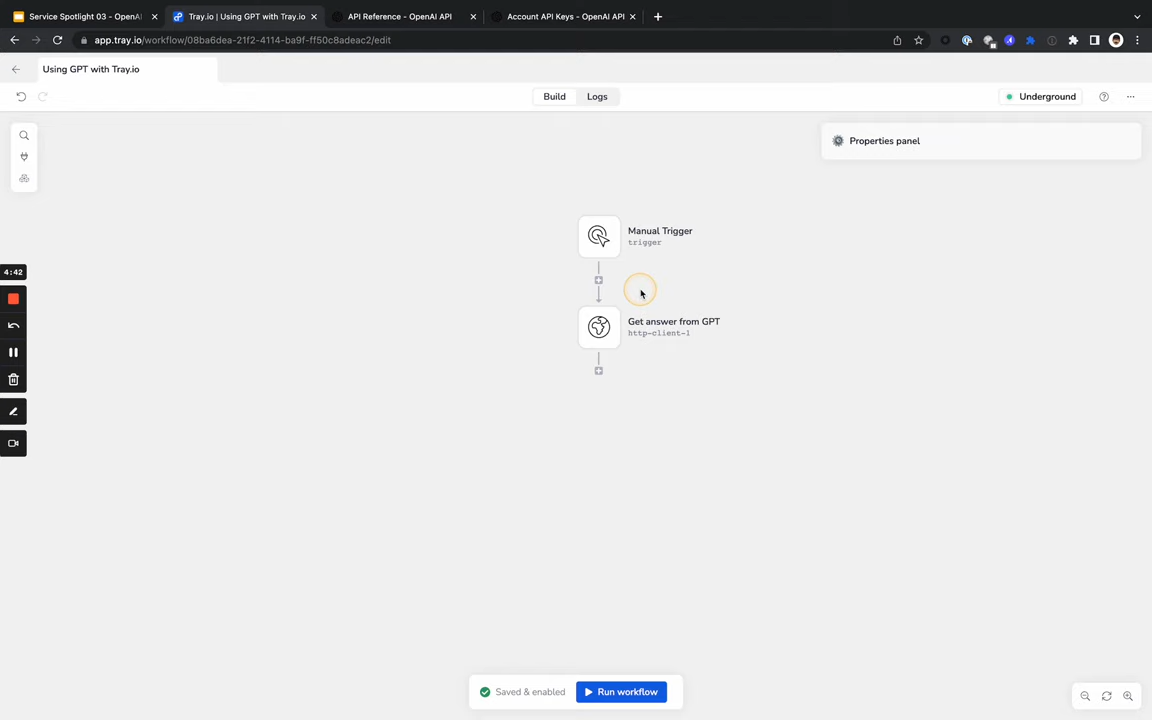 Service Spotlight 03 - OpenAI
Tray.io | Using GPT with Tray.io
API Reference - OpenAI API
Account API Keys - OpenAI API
app.tray.io/workflow/08ba6dea-21f2-4114-ba9f-ff50c8adeac2/edit
Using GPT with Tray.io
Build
Logs
Underground
Properties panel
Manual Trigger
trigger
4:42
Get answer from GPT
http-client-1
Saved & enabled
Run workflow